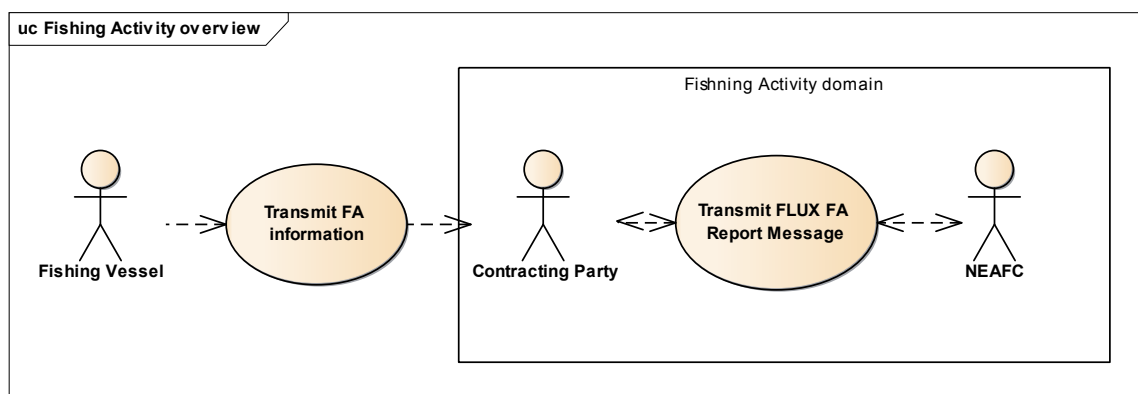 uc Fishing Activity overview
Fishning Activity domain
Transmit FA
information
Transmit FLUX FA
Report Message
Fishing Vessel
Contracting Party
NEAFC